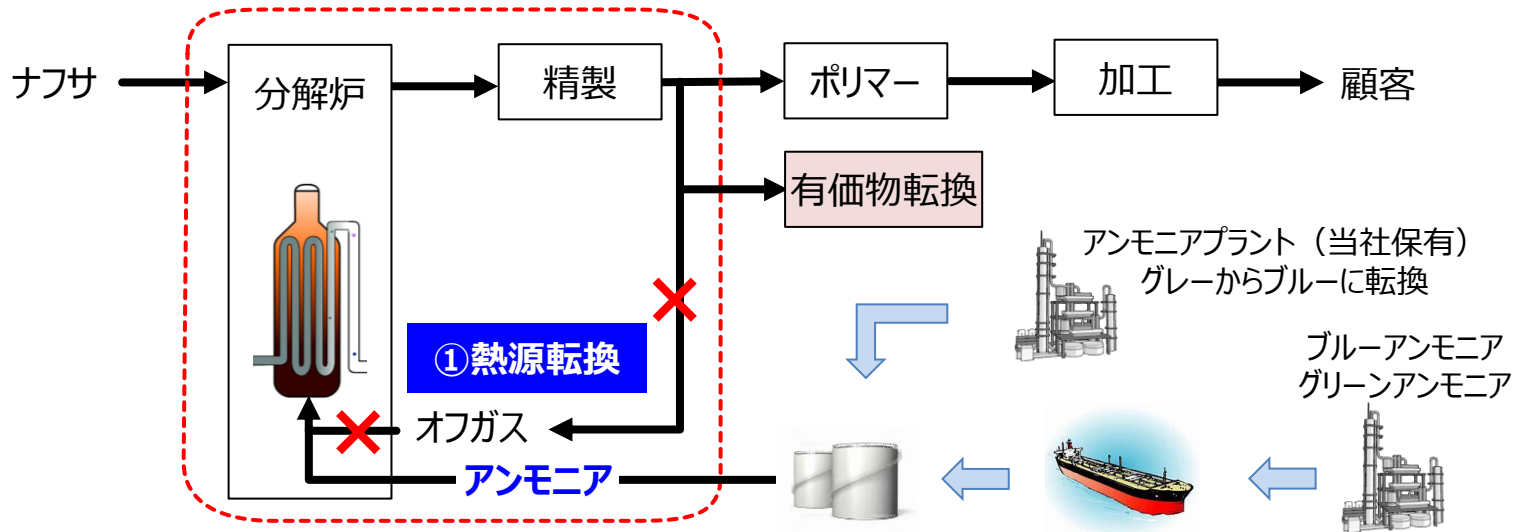 ナフサ
分解炉
精製
ポリマー
加工
顧客
有価物転換
アンモニアプラント（当社保有）
グレーからブルーに転換
①熱源転換
ブルーアンモニア
グリーンアンモニア
オフガス
アンモニア